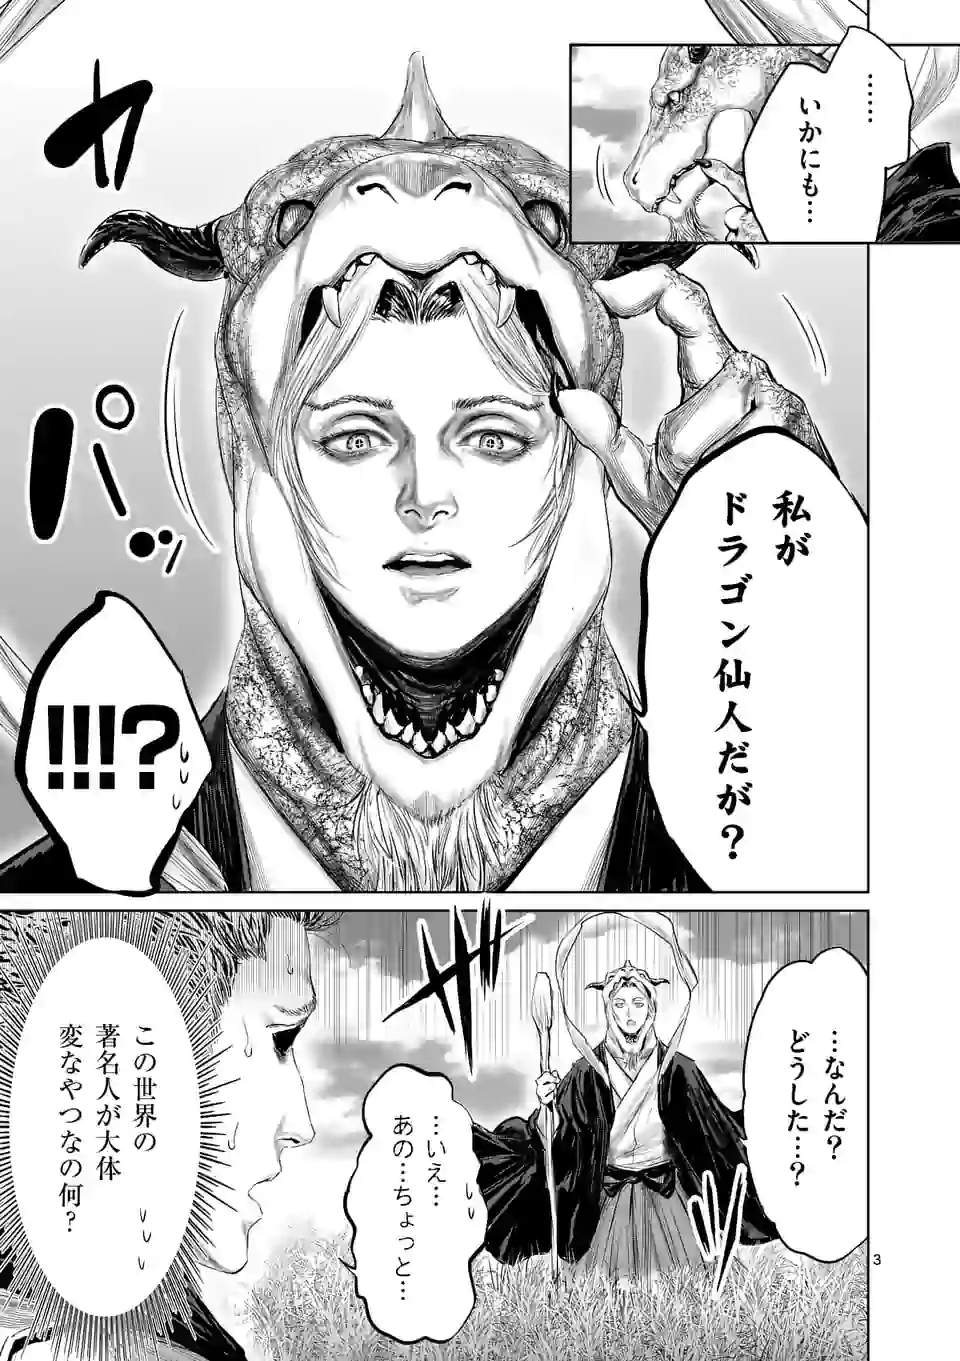 ……
いかにも…
カパッ
私が
ドラゴン仙人だが？
!!!?
…なんだ？
どうした…？
…いえ…
あの…ちょっと…
この世界の
著名人が大体
変なやつなの何？
3